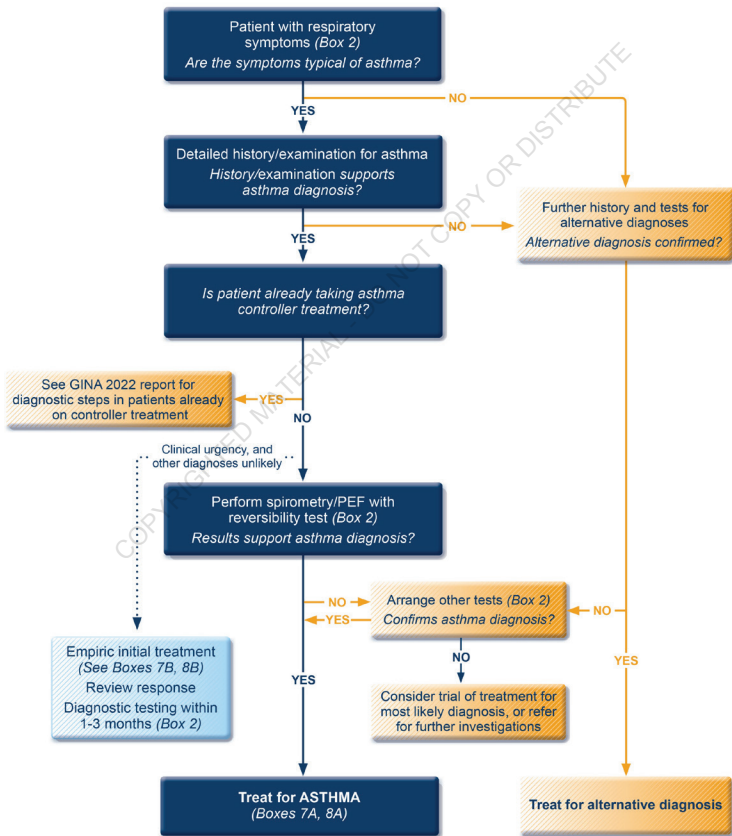 Patient with respiratory
symptoms (Box 2)
Are the symptoms typical of asthma?
NO
YES
Detailed history/examination for asthma
History/examination supports
asthma diagnosis?
NO
YES
Further history and tests for
alternative diagnoses
Alternative diagnosis confirmed?
Is patient already taking asthma
controller treatment?
See GINA 2022 report for
diagnostic steps in patients already
on controller treatment
YES
NO
Clinical urgency, and
other diagnoses unlikely
Perform spirometry/PEF with
reversibility test (Box 2)
Results support asthma diagnosis?
NO
YES
Arrange other tests (Box 2)
Confirms asthma diagnosis?
NO
YES
NO
YES
Empiric initial treatment
(See Boxes 7B, 8B)
Review response
Diagnostic testing within
1-3 months (Box 2)
Consider trial of treatment for
most likely diagnosis, or refer
for further investigations
Treat for ASTHMA
(Boxes 7A, 8A)
Treat for alternative diagnosis
COPYRIGHTED MATERIAL - DO NOT COPY OR DISTRIBUTE